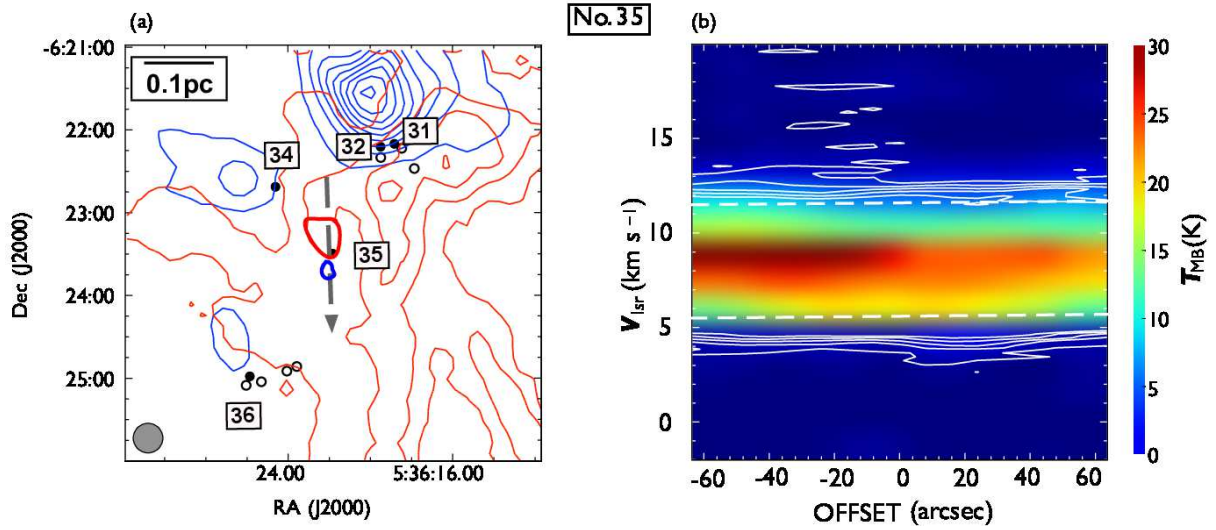 No.35
(a)
-6:21:00
0.1pc
22:00
31
32
34
23:00
35
Dec (J2000)
24:00
25:00
36
24.00
5:36:16.00
RA (J2000)
(b)
15
10
5
0
V lsr (km s⁻¹)
-60 -40 -20 0 20 40 60
OFFSET (arcsec)
30
25
20
15
10
5
0
T MB (K)